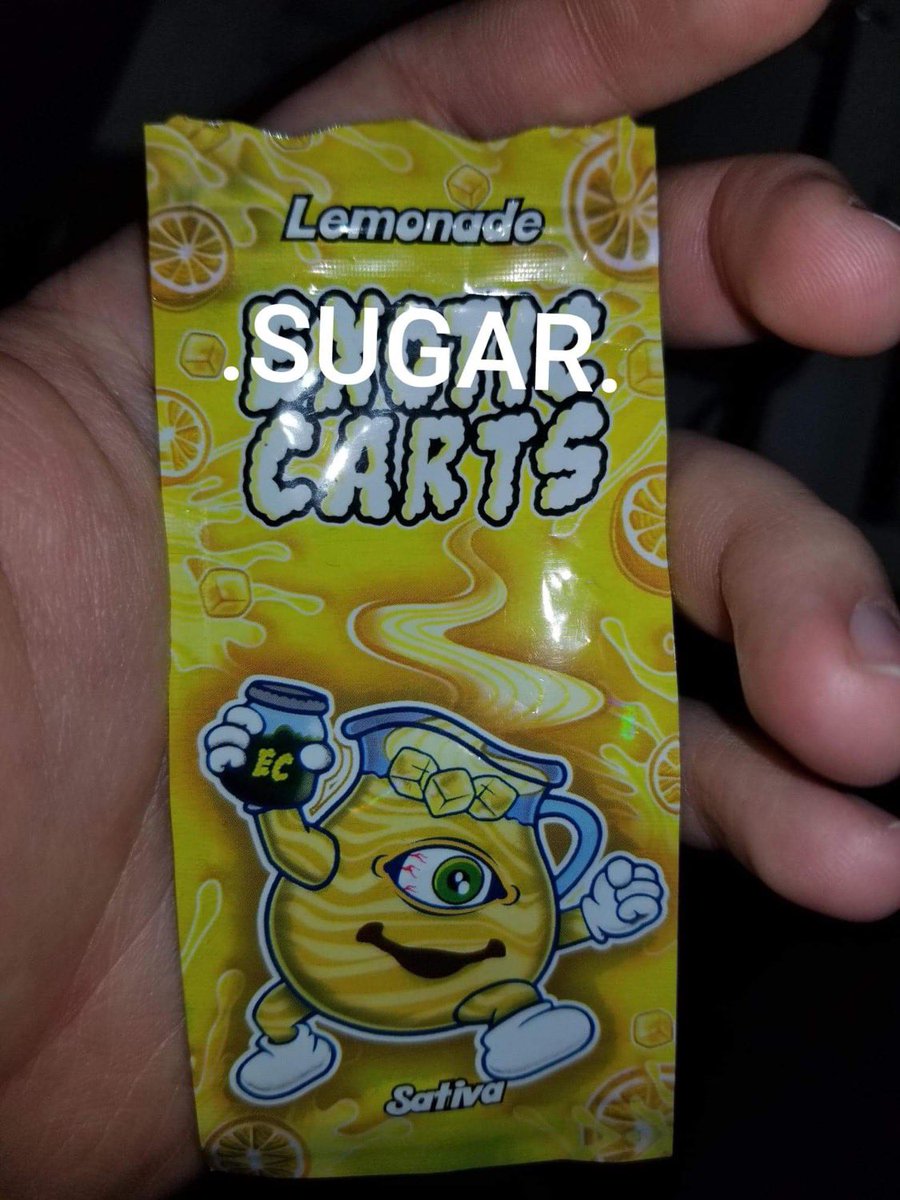 Lemonade
.SUGAR.
CARTS
EC
Sativa